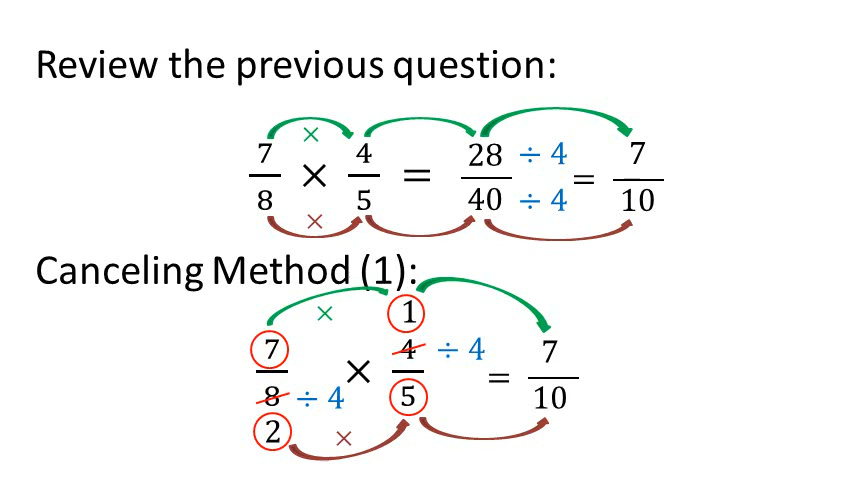 Review the previous question:
7/8 × 4/5 = 28/40 ÷ 4/÷ 4 = 7/10
×
×
Canceling Method (1):
×
1
7/8 ÷ 4 × 4/5 ÷ 4 = 7/10
2
×